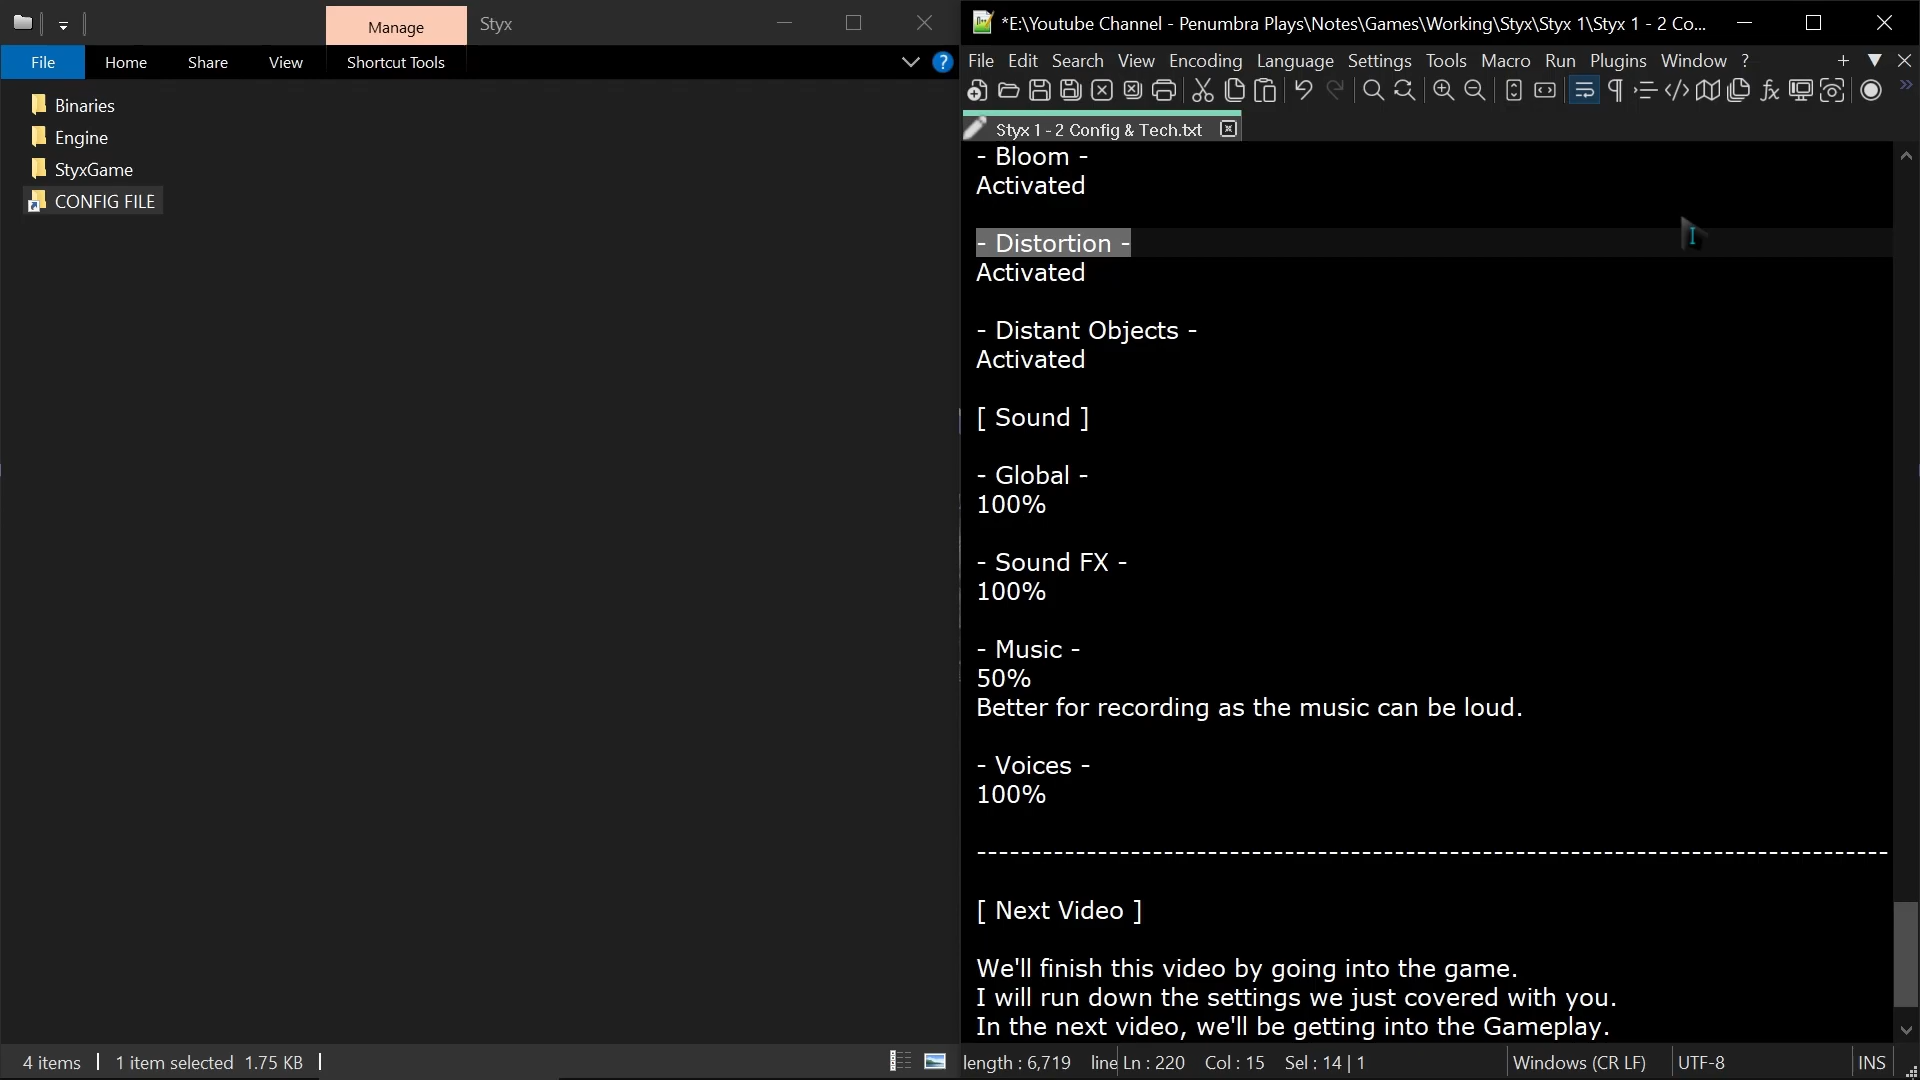 Manage
Styx
File
Home
Share
View
Shortcut Tools
?
Binaries
Engine
StyxGame
CONFIG FILE
4 items
1 item selected 1.75 KB
*E:\Youtube Channel - Penumbra Plays\Notes\Games\Working\Styx\Styx 1\Styx 1 - 2 Co...
File Edit Search View Encoding Language Settings Tools Macro Run Plugins Window ?
Styx 1 - 2 Config & Tech.txt
- Bloom -
Activated
- Distortion -
Activated
- Distant Objects -
Activated
[ Sound ]
- Global -
100%
- Sound FX -
100%
- Music -
50%
Better for recording as the music can be loud.
- Voices -
100%
------------------------------------------------------------------------------------
[ Next Video ]
We'll finish this video by going into the game.
I will run down the settings we just covered with you.
In the next video, we'll be getting into the Gameplay.
length : 6,719 line Ln : 220 Col : 15 Sel : 14 | 1
Windows (CR LF)
UTF-8
INS